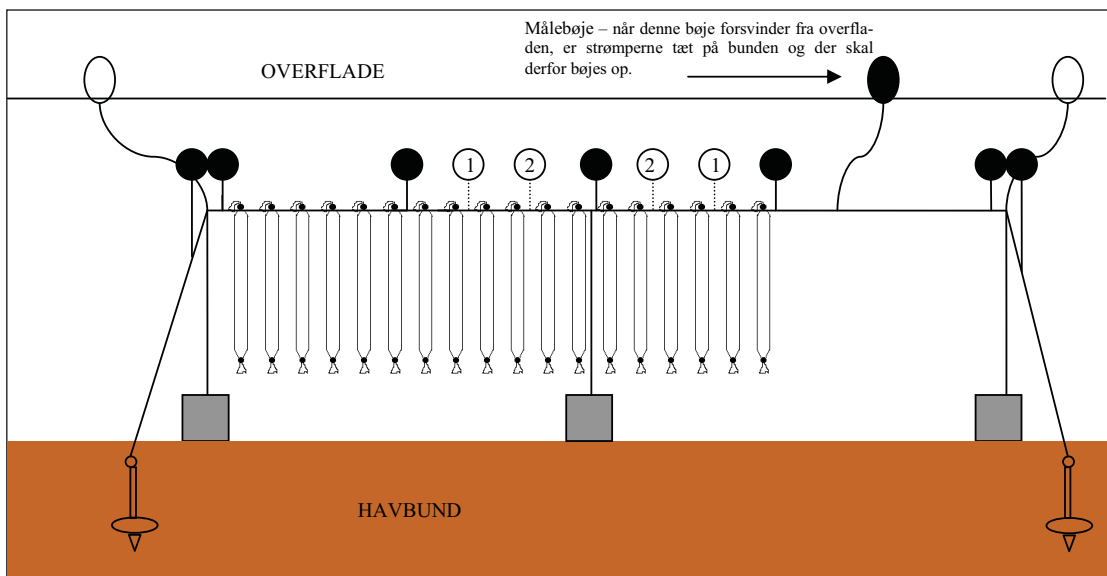 Målebøje – når denne bøje forsvinder fra overfla-
den, er strømperne tæt på bunden og der skal
derfor bøjes op.
OVERFLADE
1
2
2
1
HAVBUND